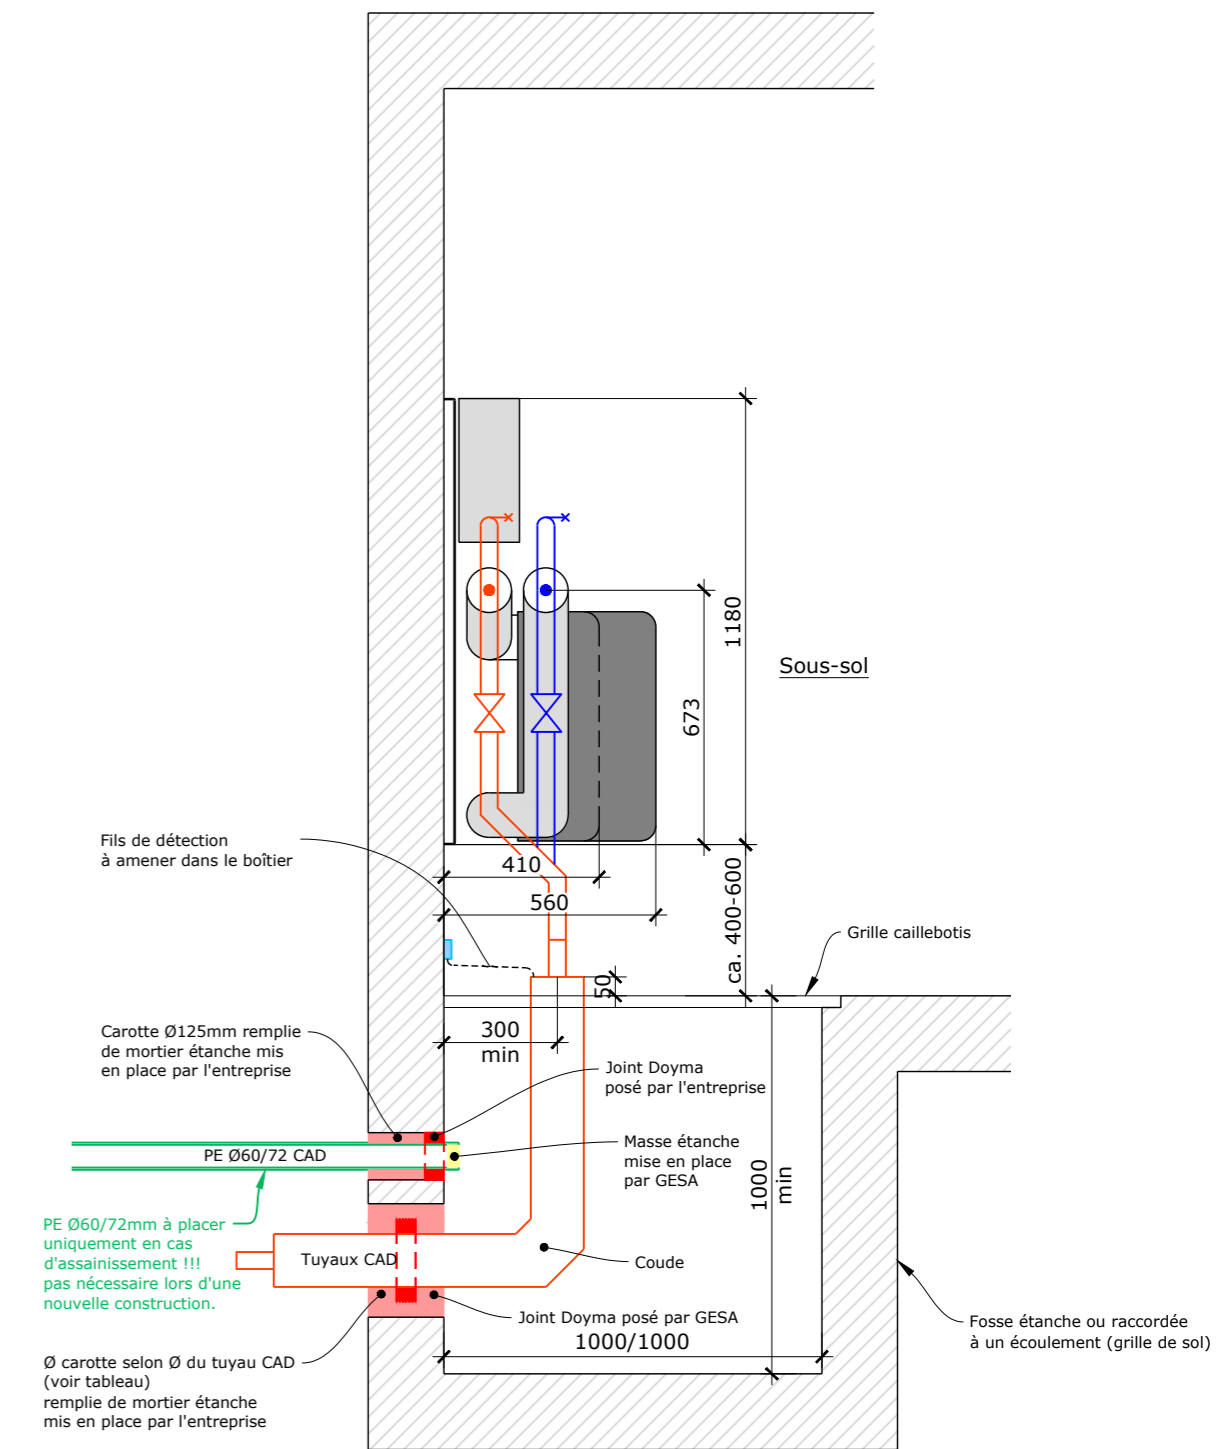 1180
Sous-sol
673
Fils de détection
à amener dans le boîtier
410
560
ca. 400-600
Grille caillebotis
50
Carotte Ø125mm remplie
de mortier étanche mis
en place par l'entreprise
300
min
Joint Doyma
posé par l'entreprise
PE Ø60/72 CAD
Masse étanche
mise en place
par GESA
1000
min
PE Ø60/72mm à placer
uniquement en cas
d'assainissement !!!
pas nécessaire lors d'une
nouvelle construction.
Tuyaux CAD
Coude
Joint Doyma posé par GESA
1000/1000
Fosse étanche ou raccordée
à un écoulement (grille de sol)
Ø carotte selon Ø du tuyau CAD
(voir tableau)
remplie de mortier étanche
mis en place par l'entreprise